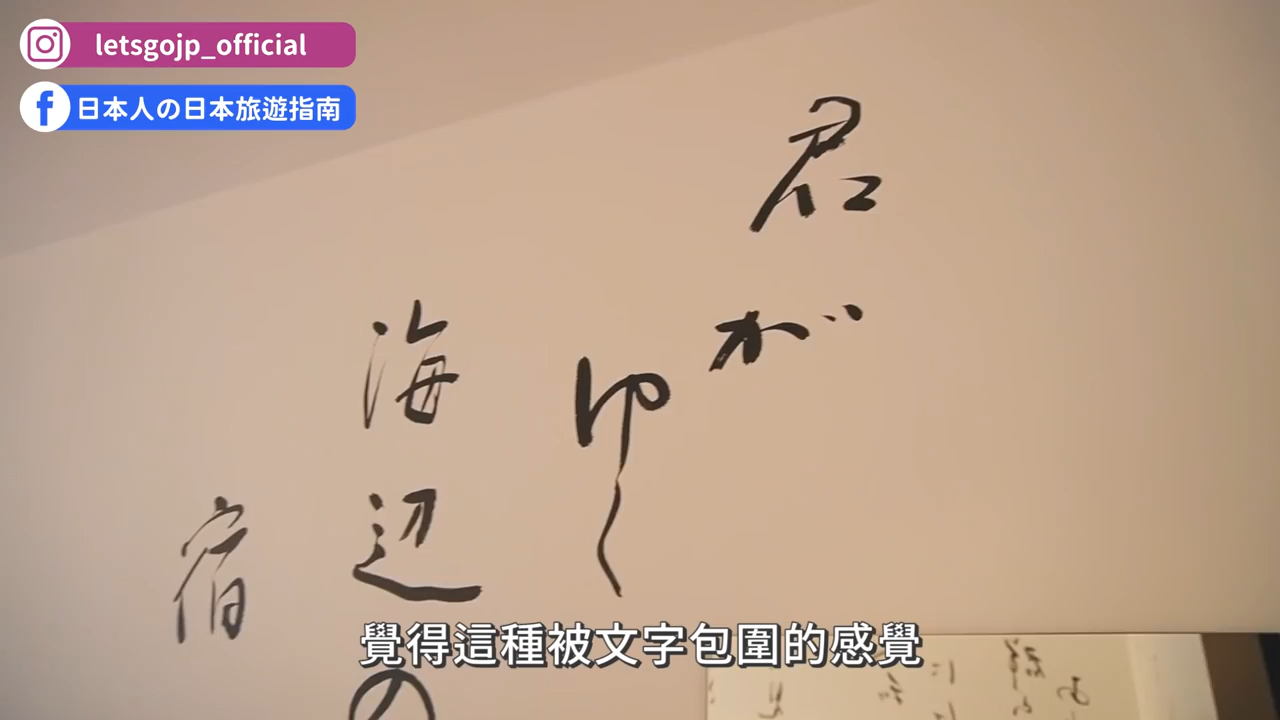 letsgojp_official
日本人の日本旅遊指南
君が
ゆく
海辺の
宿
覺得這種被文字包圍的感覺